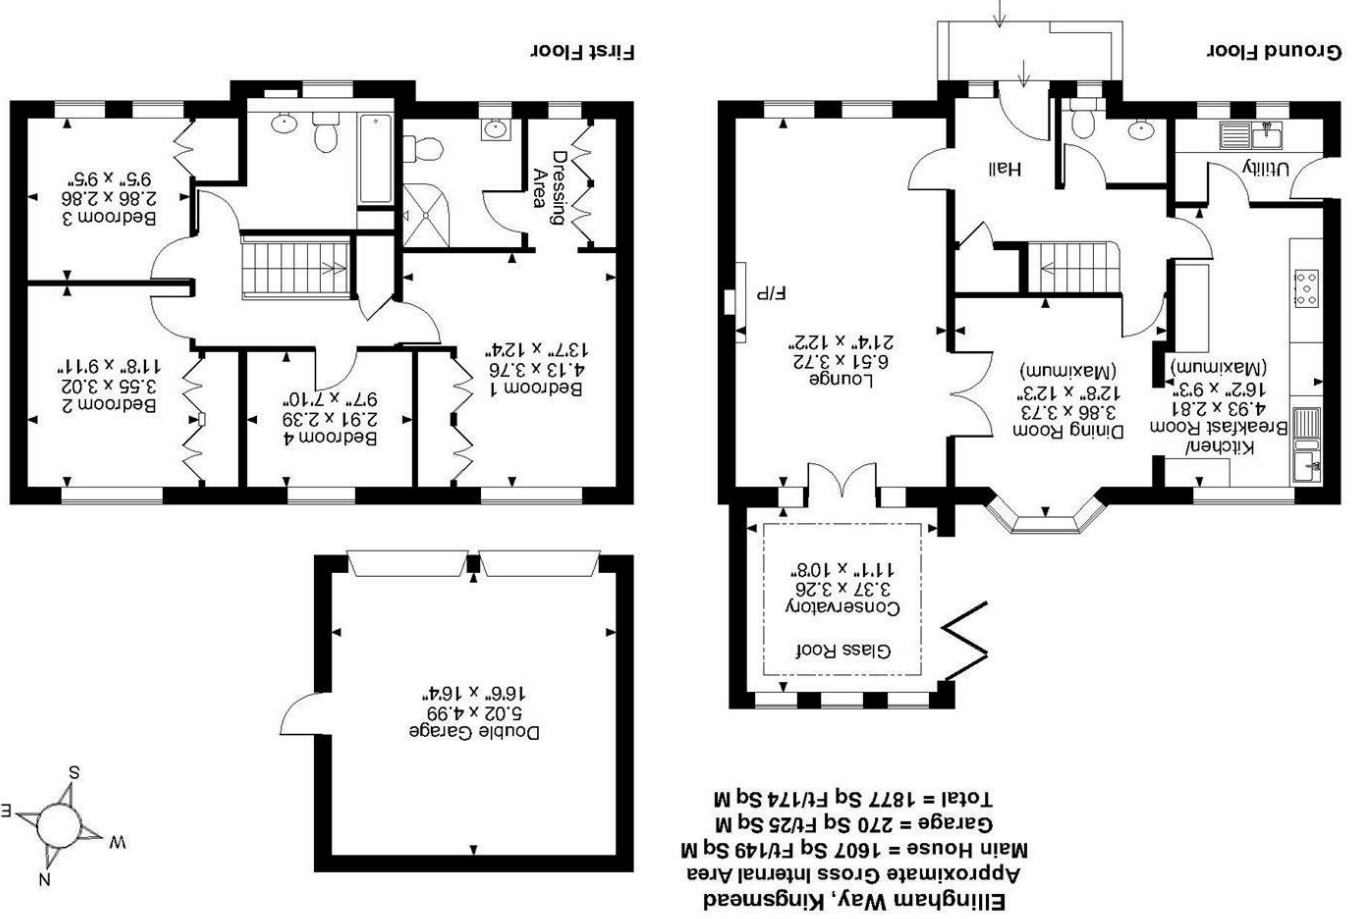 Ellingham Way, Kingsmead
Approximate Gross Internal Area
Main House = 1607 Sq Ft/149 Sq M
Garage = 270 Sq Ft/25 Sq M
Total = 1877 Sq Ft/174 Sq M
N
W
E
S
Double Garage
5.02 x 4.99
16'6" x 16'4"
Glass Roof
Conservatory
3.37 x 3.26
11'1" x 10'8"
Kitchen/
Breakfast Room
4.93 x 2.81
16'2" x 9'3"
(Maximum)
Dining Room
3.86 x 3.73
12'8" x 12'3"
(Maximum)
Lounge
6.51 x 3.72
21'4" x 12'2"
F/P
Utility
Hall
Ground Floor
Bedroom 1
4.13 x 3.76
13'7" x 12'4"
Bedroom 4
2.91 x 2.39
9'7" x 7'10"
Bedroom 2
3.55 x 3.02
11'8" x 9'11"
Bedroom 3
2.86 x 2.86
9'5" x 9'5"
Dressing
Area
First Floor